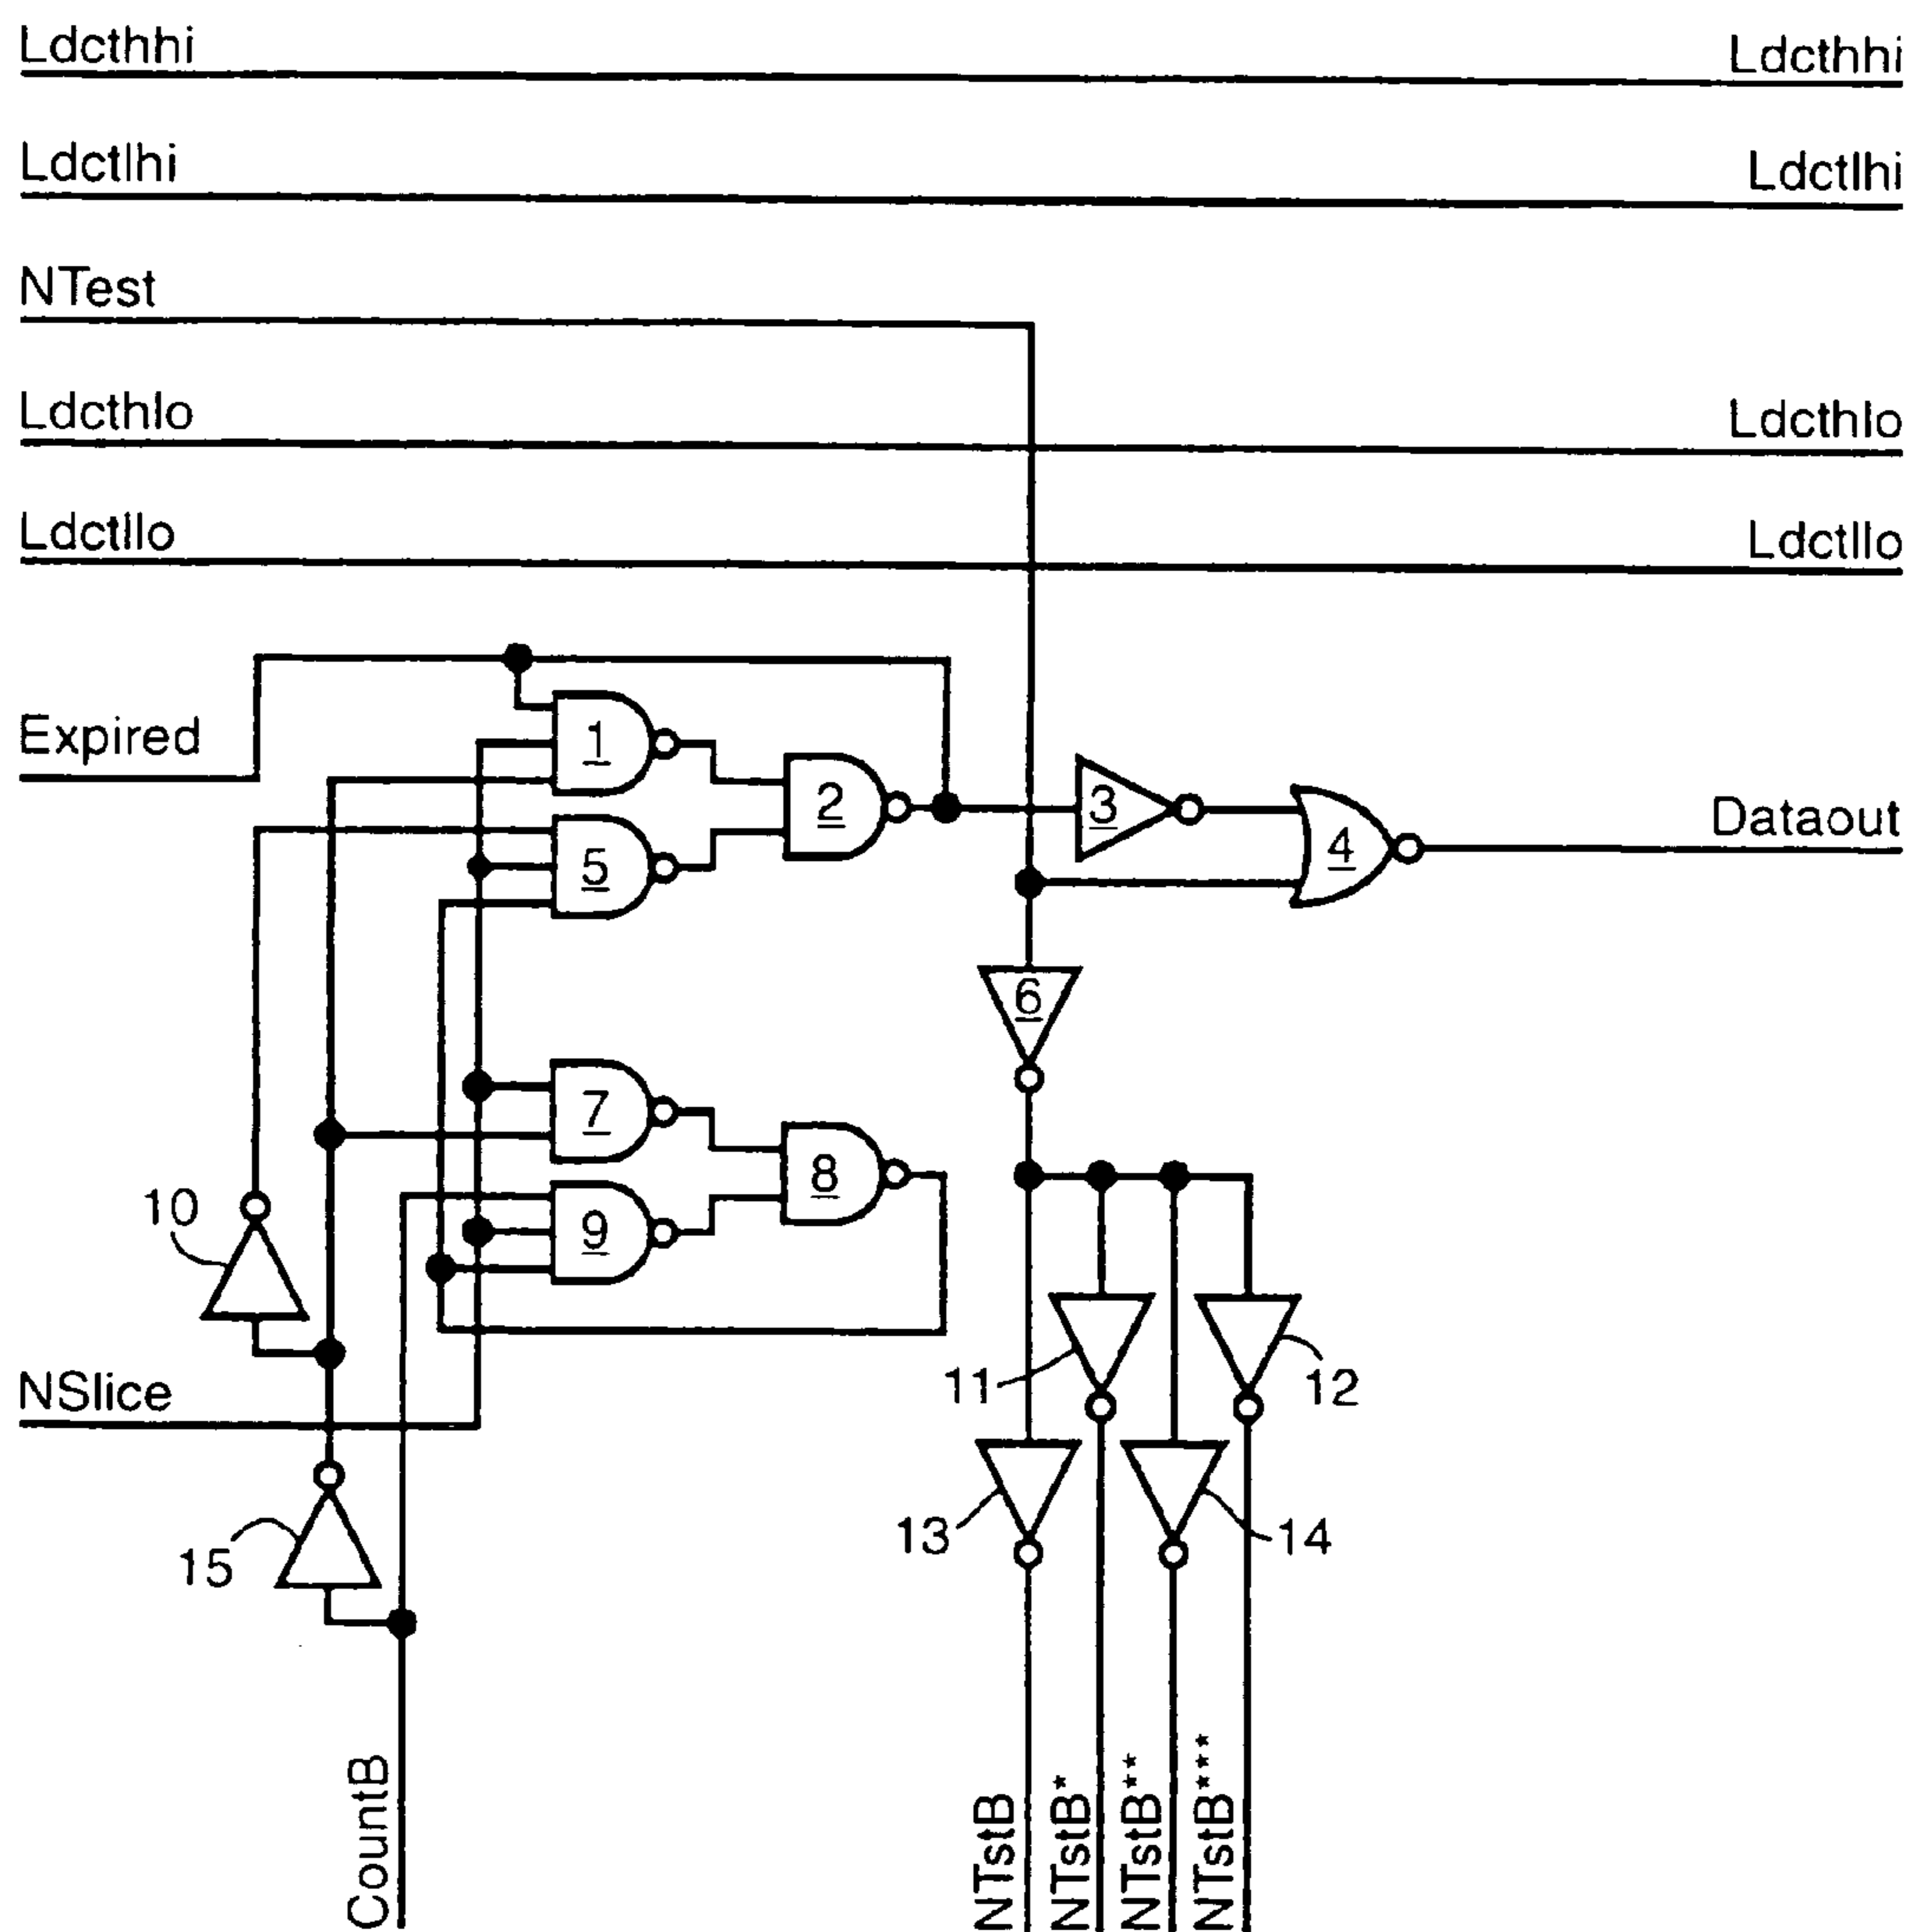 Ldcthhi Ldcthhi
Ldctlhi Ldctlhi
NTest
Ldcthlo Ldcthlo
Ldctllo Ldctllo
Expired
1
2
3
4
Dataout
5
6
7
8
9
10
NSlice
11
12
13
14
15
CountB
NTstB
NTstB*
NTstB**
NTstB***